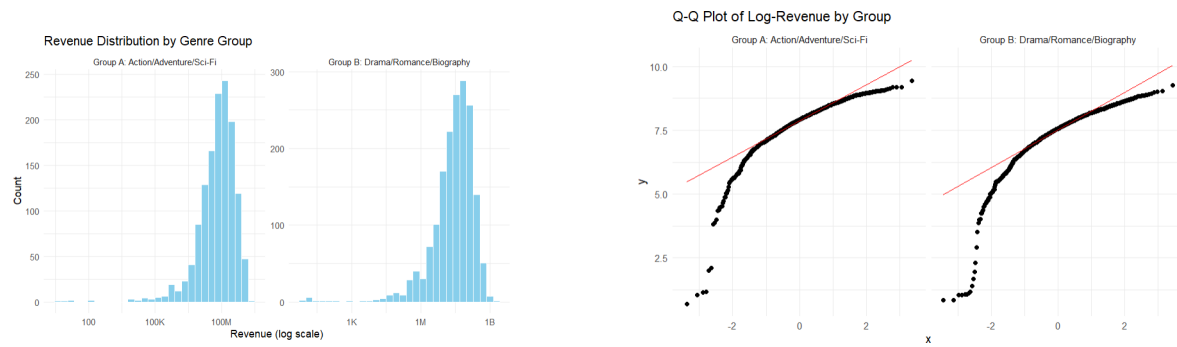 Revenue Distribution by Genre Group
Group A: Action/Adventure/Sci-Fi
Group B: Drama/Romance/Biography
250
200
150
100
50
0
300
200
100
0
Count
100
100K
100M
1K
1M
1B
Revenue (log scale)
Q-Q Plot of Log-Revenue by Group
Group A: Action/Adventure/Sci-Fi
Group B: Drama/Romance/Biography
10.0
7.5
5.0
2.5
y
-2
0
2
-2
0
2
x